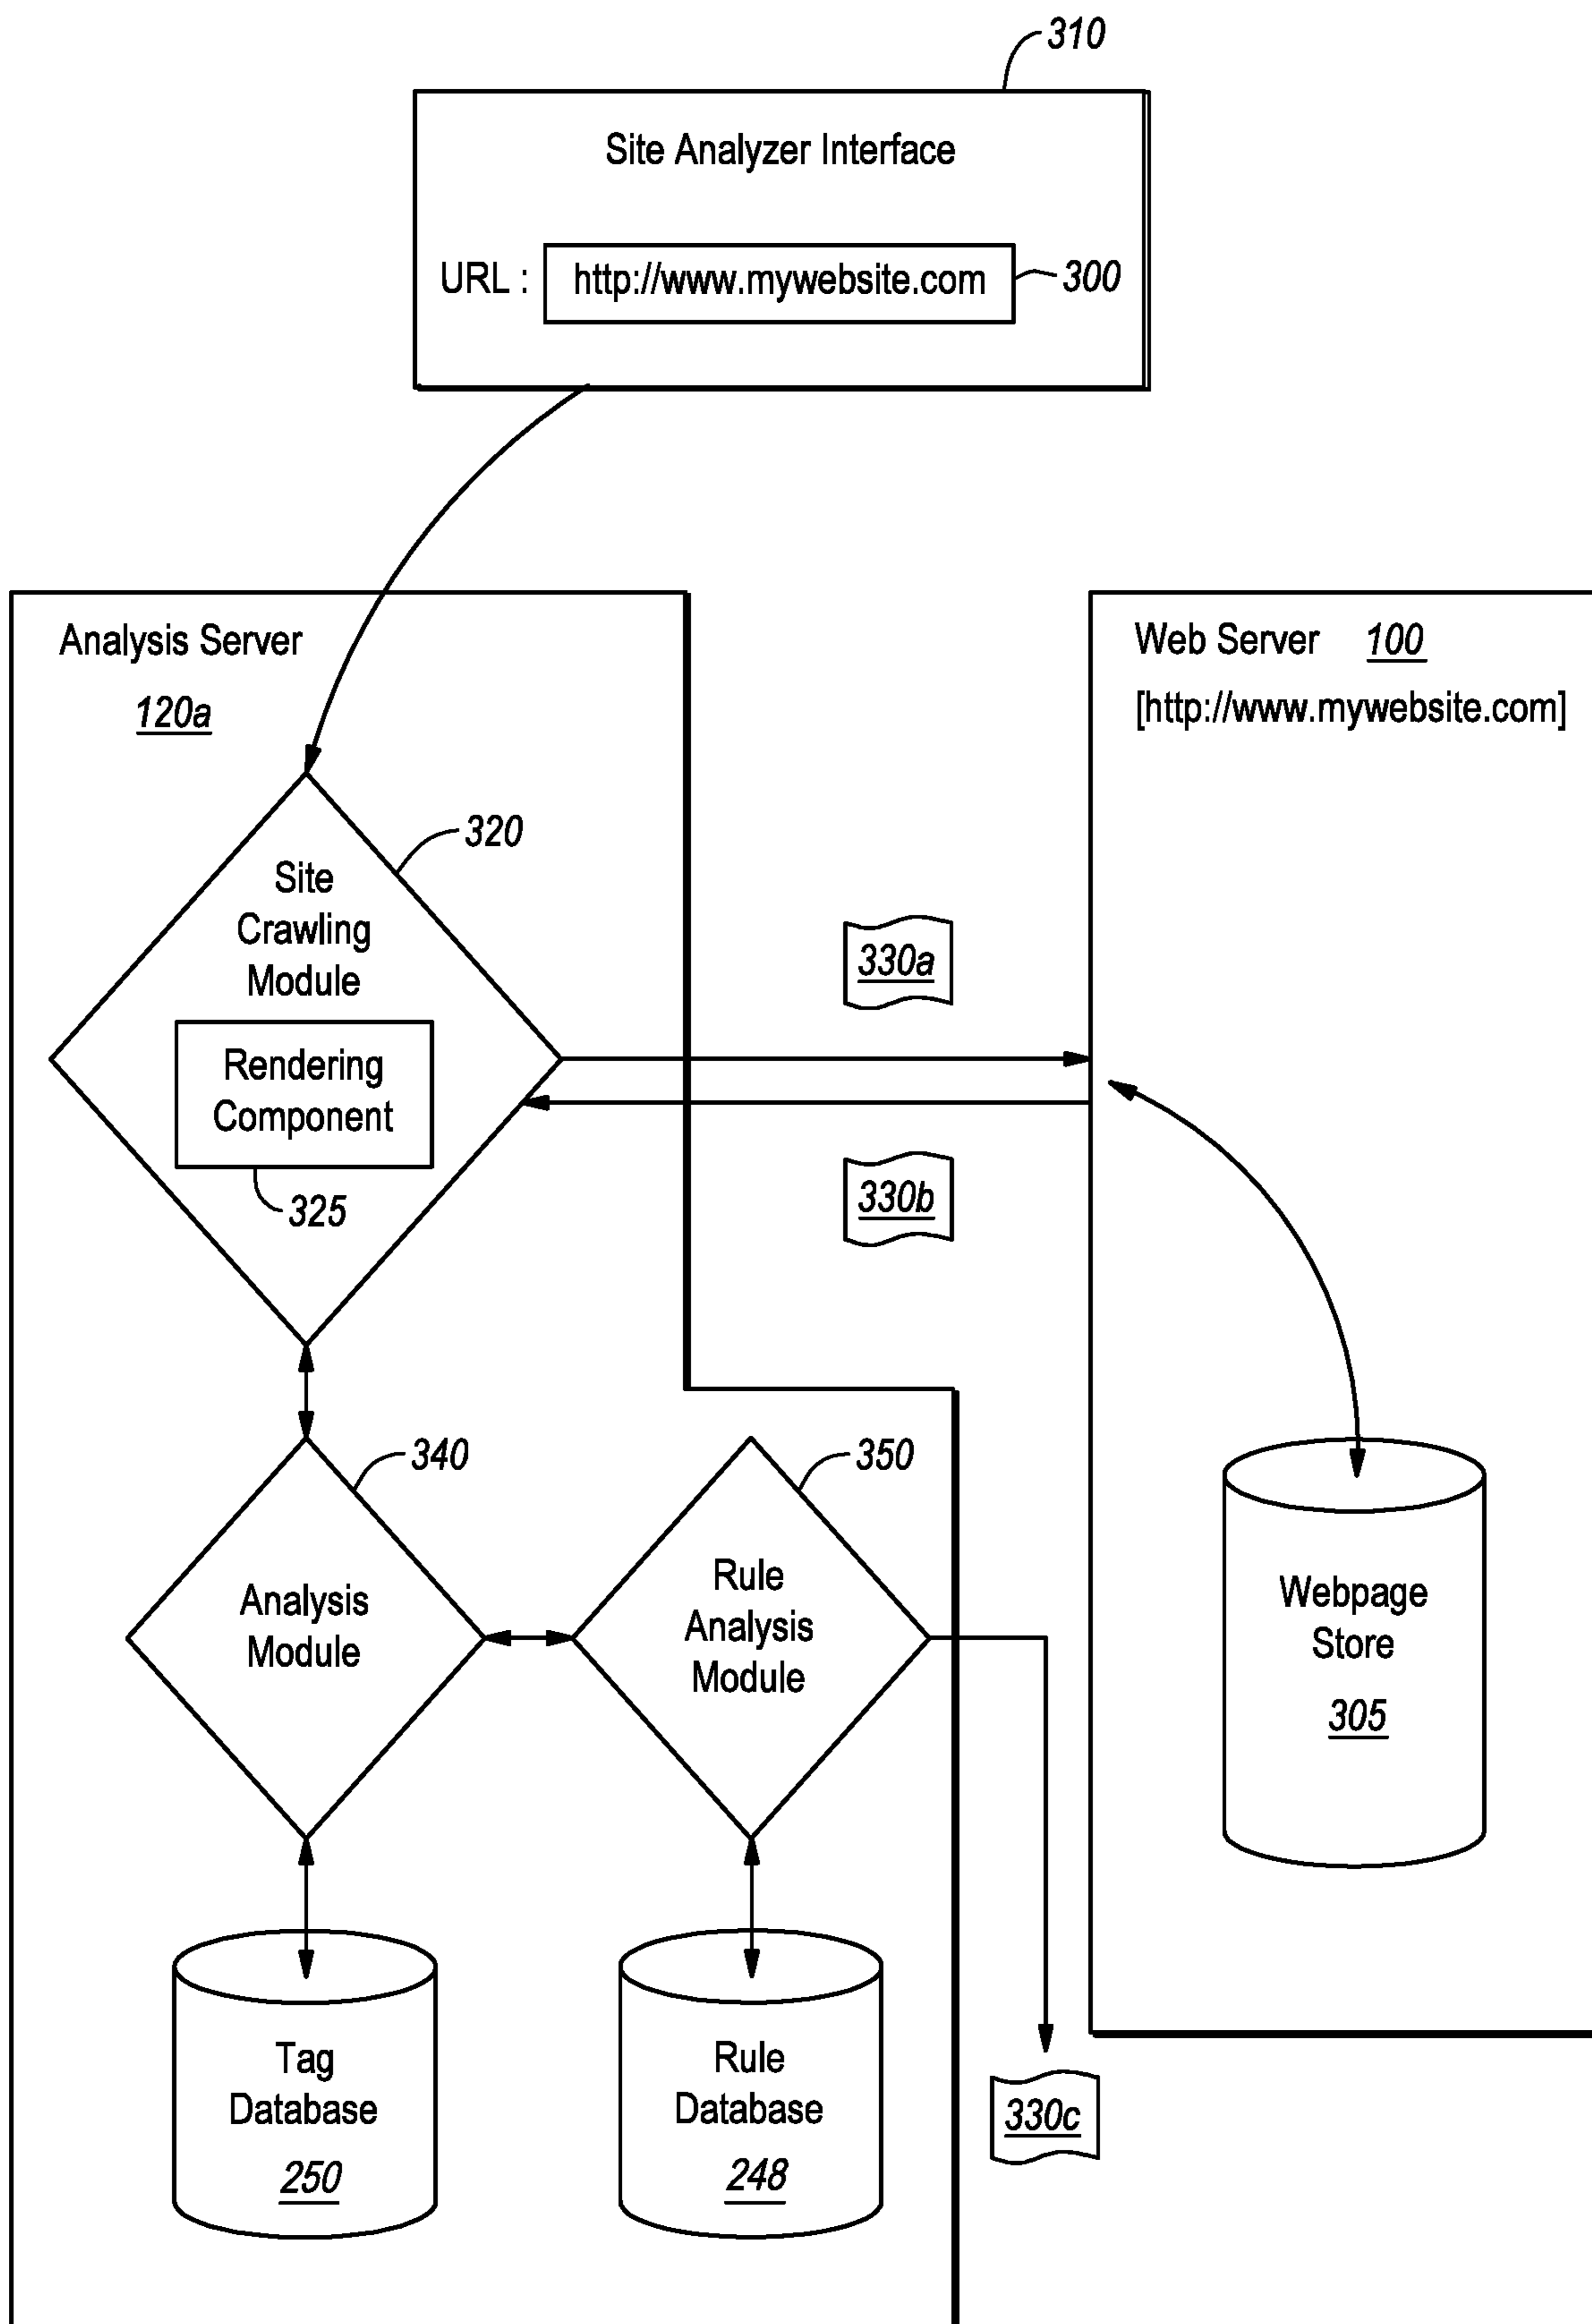 310
Site Analyzer Interface
URL : http://www.mywebsite.com 300
Analysis Server
120a
Web Server 100
[http://www.mywebsite.com]
320
Site
Crawling
Module
Rendering
Component
325
330a
330b
340
Analysis
Module
350
Rule
Analysis
Module
Webpage
Store
305
Tag
Database
250
Rule
Database
248
330c